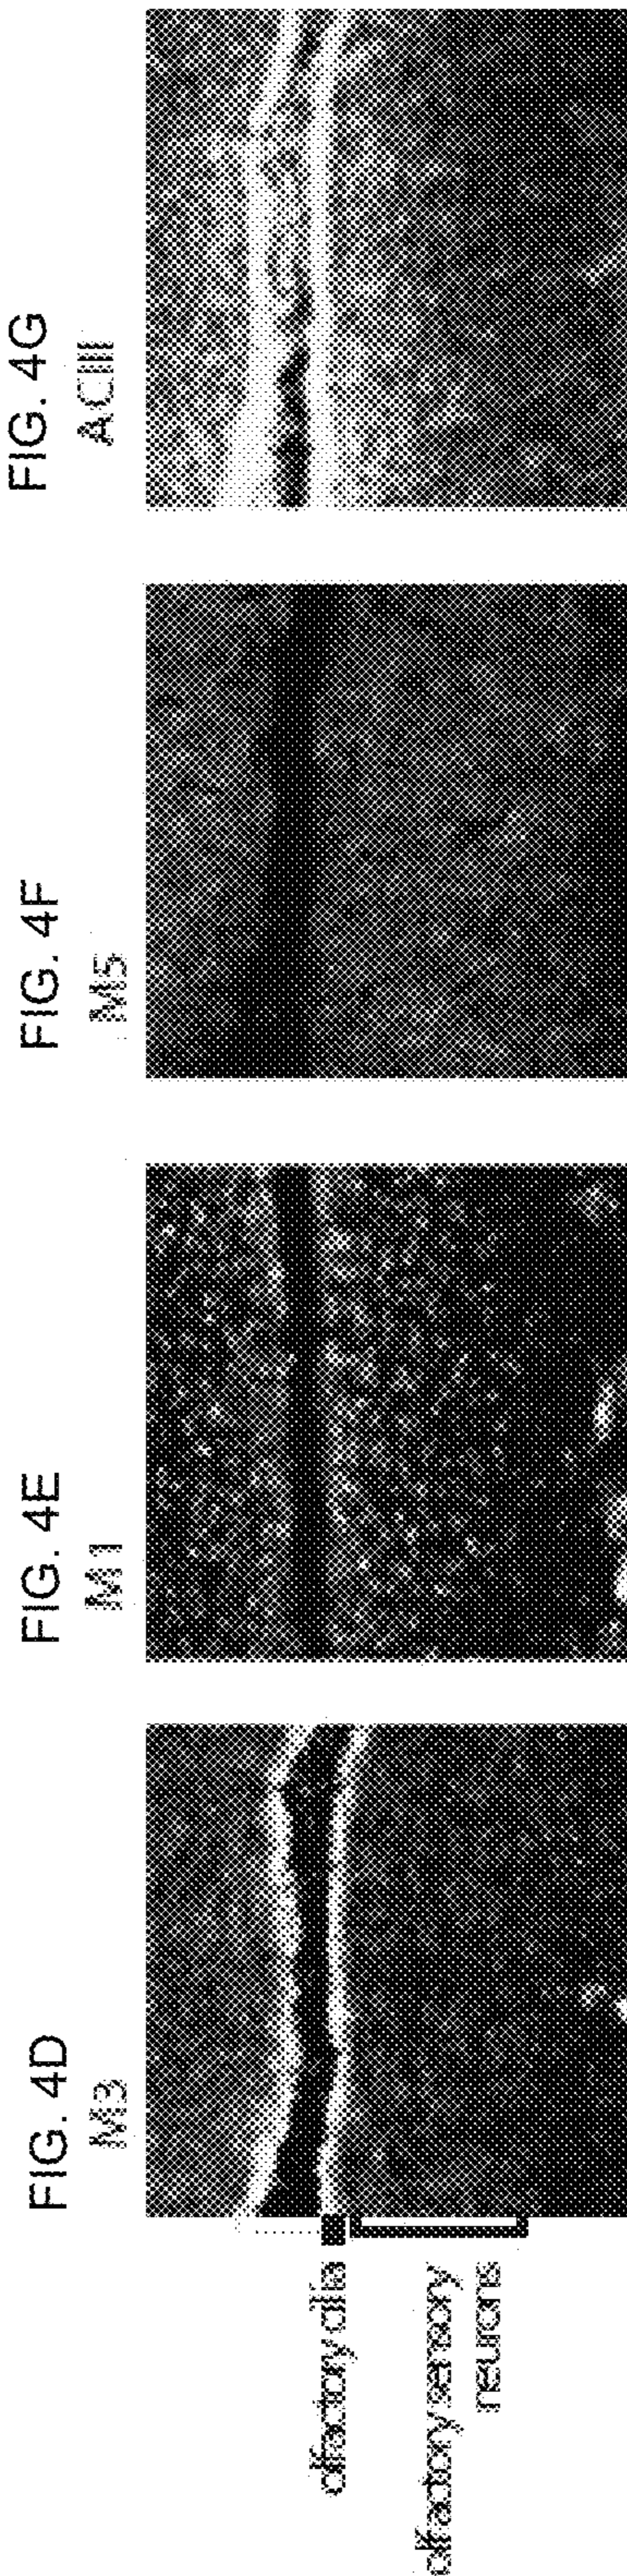 FIG. 4D
M3
FIG. 4E
M1
FIG. 4F
M5
FIG. 4G
ACIII
olfactory cilia
olfactory sensory
neurons